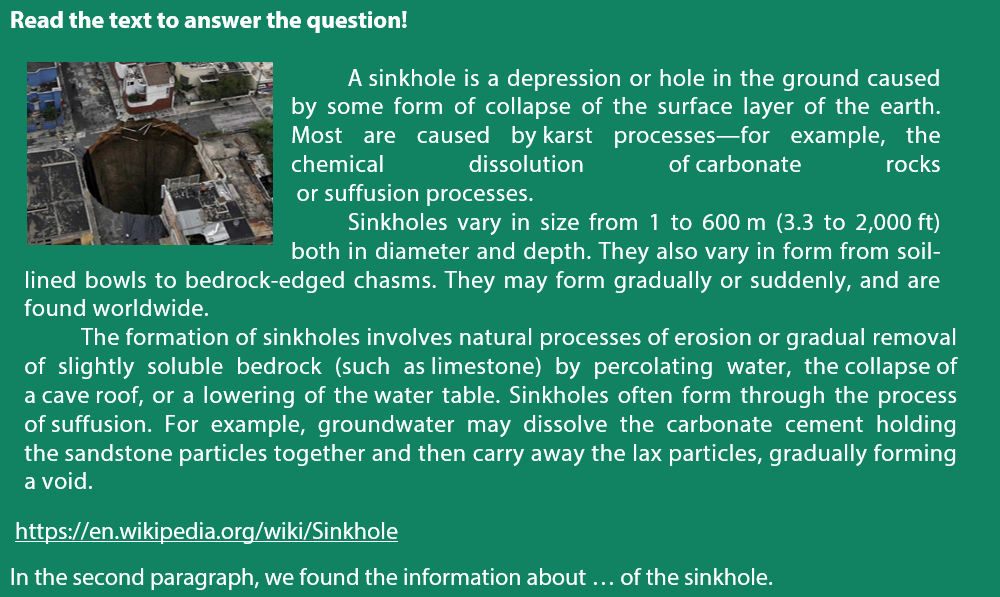 Read the text to answer the question!
A sinkhole is a depression or hole in the ground caused
by some form of collapse of the surface layer of the earth.
Most are caused by karst processes—for example, the
chemical dissolution of carbonate rocks
or suffusion processes.
Sinkholes vary in size from 1 to 600 m (3.3 to 2,000 ft)
both in diameter and depth. They also vary in form from soil-
lined bowls to bedrock-edged chasms. They may form gradually or suddenly, and are
found worldwide.
The formation of sinkholes involves natural processes of erosion or gradual removal
of slightly soluble bedrock (such as limestone) by percolating water, the collapse of
a cave roof, or a lowering of the water table. Sinkholes often form through the process
of suffusion. For example, groundwater may dissolve the carbonate cement holding
the sandstone particles together and then carry away the lax particles, gradually forming
a void.
https://en.wikipedia.org/wiki/Sinkhole
In the second paragraph, we found the information about … of the sinkhole.